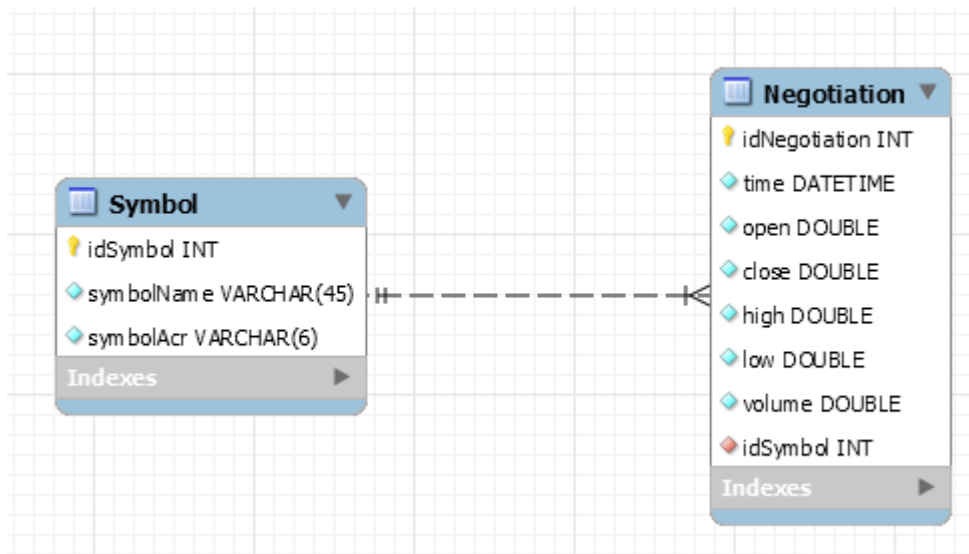 Symbol
idSymbol INT
symbolName VARCHAR(45)
symbolAcr VARCHAR(6)
Indexes
Negotiation
idNegotiation INT
time DATETIME
open DOUBLE
close DOUBLE
high DOUBLE
low DOUBLE
volume DOUBLE
idSymbol INT
Indexes